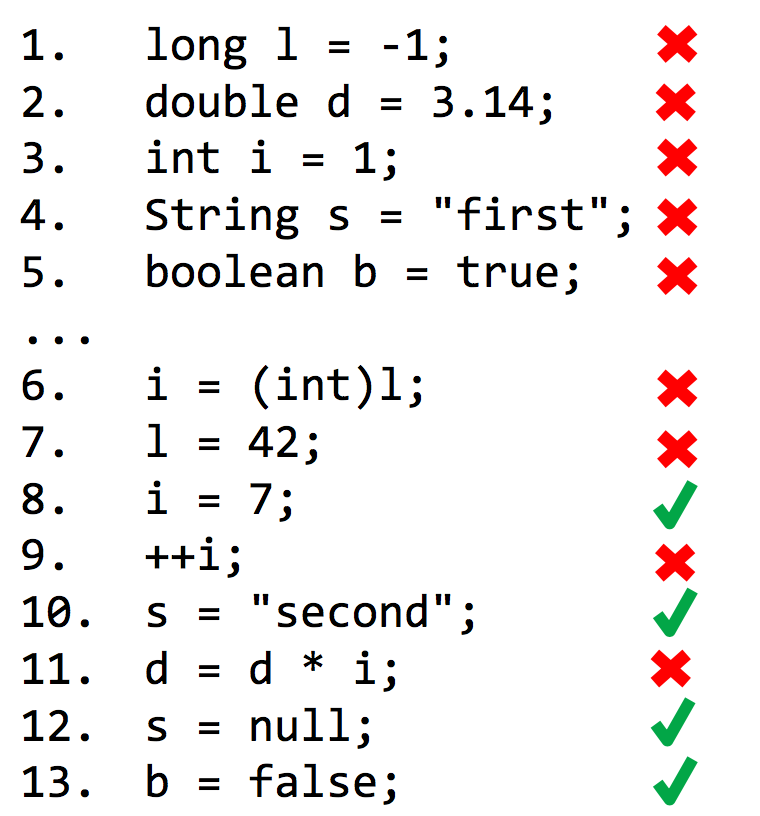 1. long l = -1;
2. double d = 3.14;
3. int i = 1;
4. String s = "first";
5. boolean b = true;
...
6. i = (int)l;
7. l = 42;
8. i = 7;
9. ++i;
10. s = "second";
11. d = d * i;
12. s = null;
13. b = false;